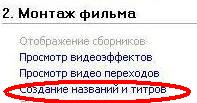 2. Монтаж фильма
Отображение сборников
Просмотр видеоэффектов
Просмотр видео переходов
Создание названий и титров